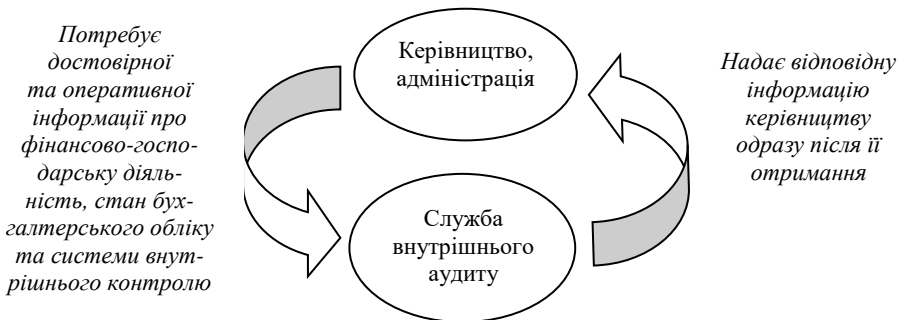 Потребує
достовірної
та оперативної
інформації про
фінансово-госпо-
дарську діяль-
ність, стан бух-
галтерського обліку
та системи внут-
рішнього контролю
Керівництво,
адміністрація
Служба
внутрішнього
аудиту
Надає відповідну
інформацію
керівництву
одразу після її
отримання